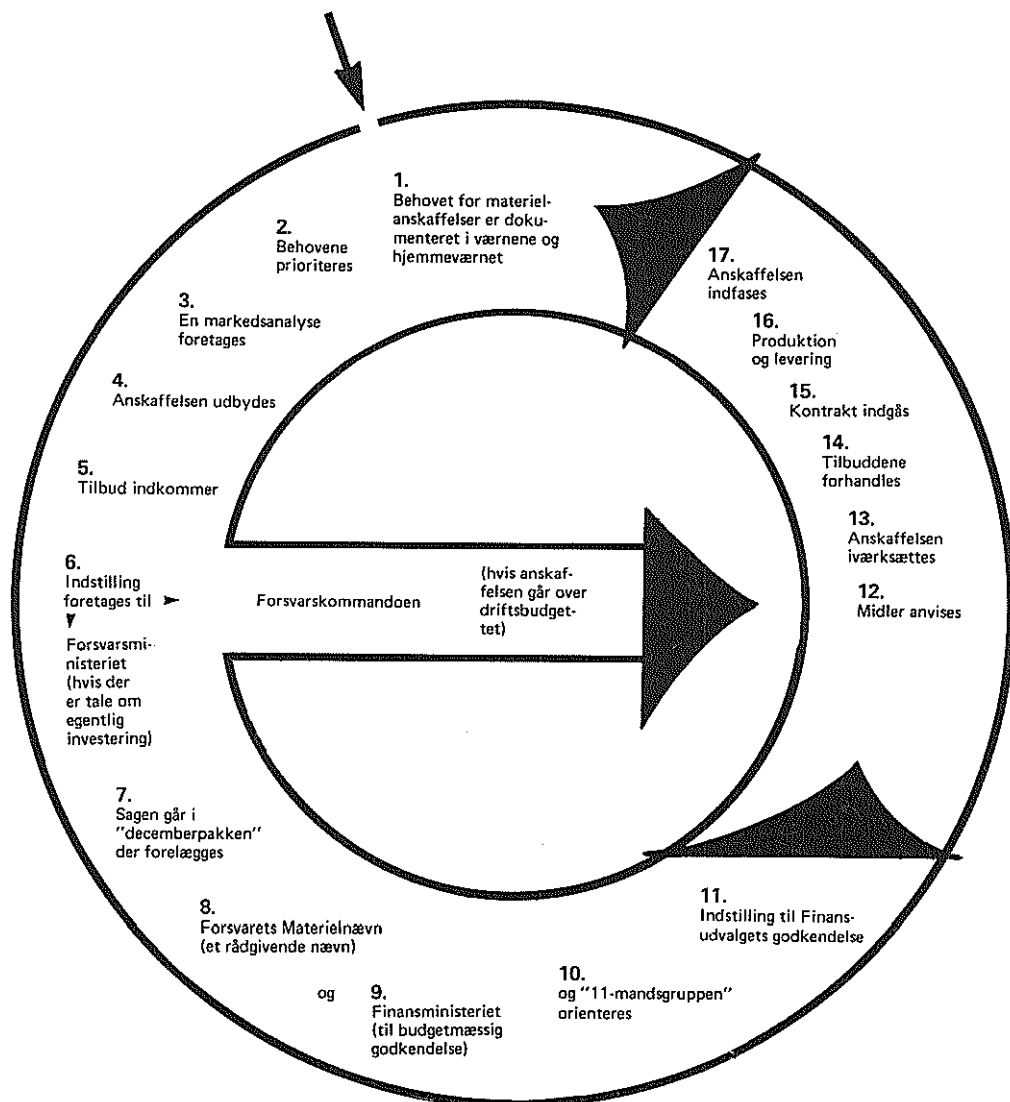 1.
Behovet for materiel-
anskaffelser er doku-
menteret i værnene og
hjemmeværnet
2.
Behovene
prioriteres
3.
En markedsanalyse
foretages
4.
Anskaffelsen udbydes
5.
Tilbud indkommer
6.
Indstilling
foretages til
Forsvarskommandoen
(hvis anskaf-
felsen går over
driftsbudget-
tet)
Forsvarsmi-
nisteriet
(hvis der
er tale om
egentlig
investering)
7.
Sagen går i
"decemberpakken"
der forelægges
8.
Forsvarets Materielnævn
(et rådgivende nævn)
og
9.
Finansministeriet
(til budgetmæssig
godkendelse)
10.
og "11-mandsgruppen"
orienteres
11.
Indstilling til Finans-
udvalgets godkendelse
12.
Midler anvises
13.
Anskaffelsen
iværksættes
14.
Tilbuddene
forhandles
15.
Kontrakt indgås
16.
Produktion
og levering
17.
Anskaffelsen
indfases